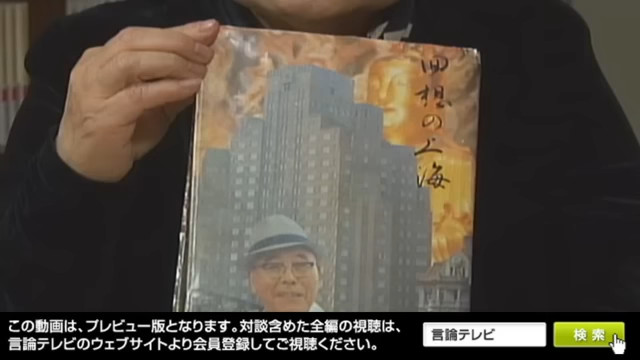 回想の上海
この動画は、プレビュー版となります。対談含めた全編の視聴は、
言論テレビのウェブサイトより会員登録してご視聴ください。
言論テレビ
検索